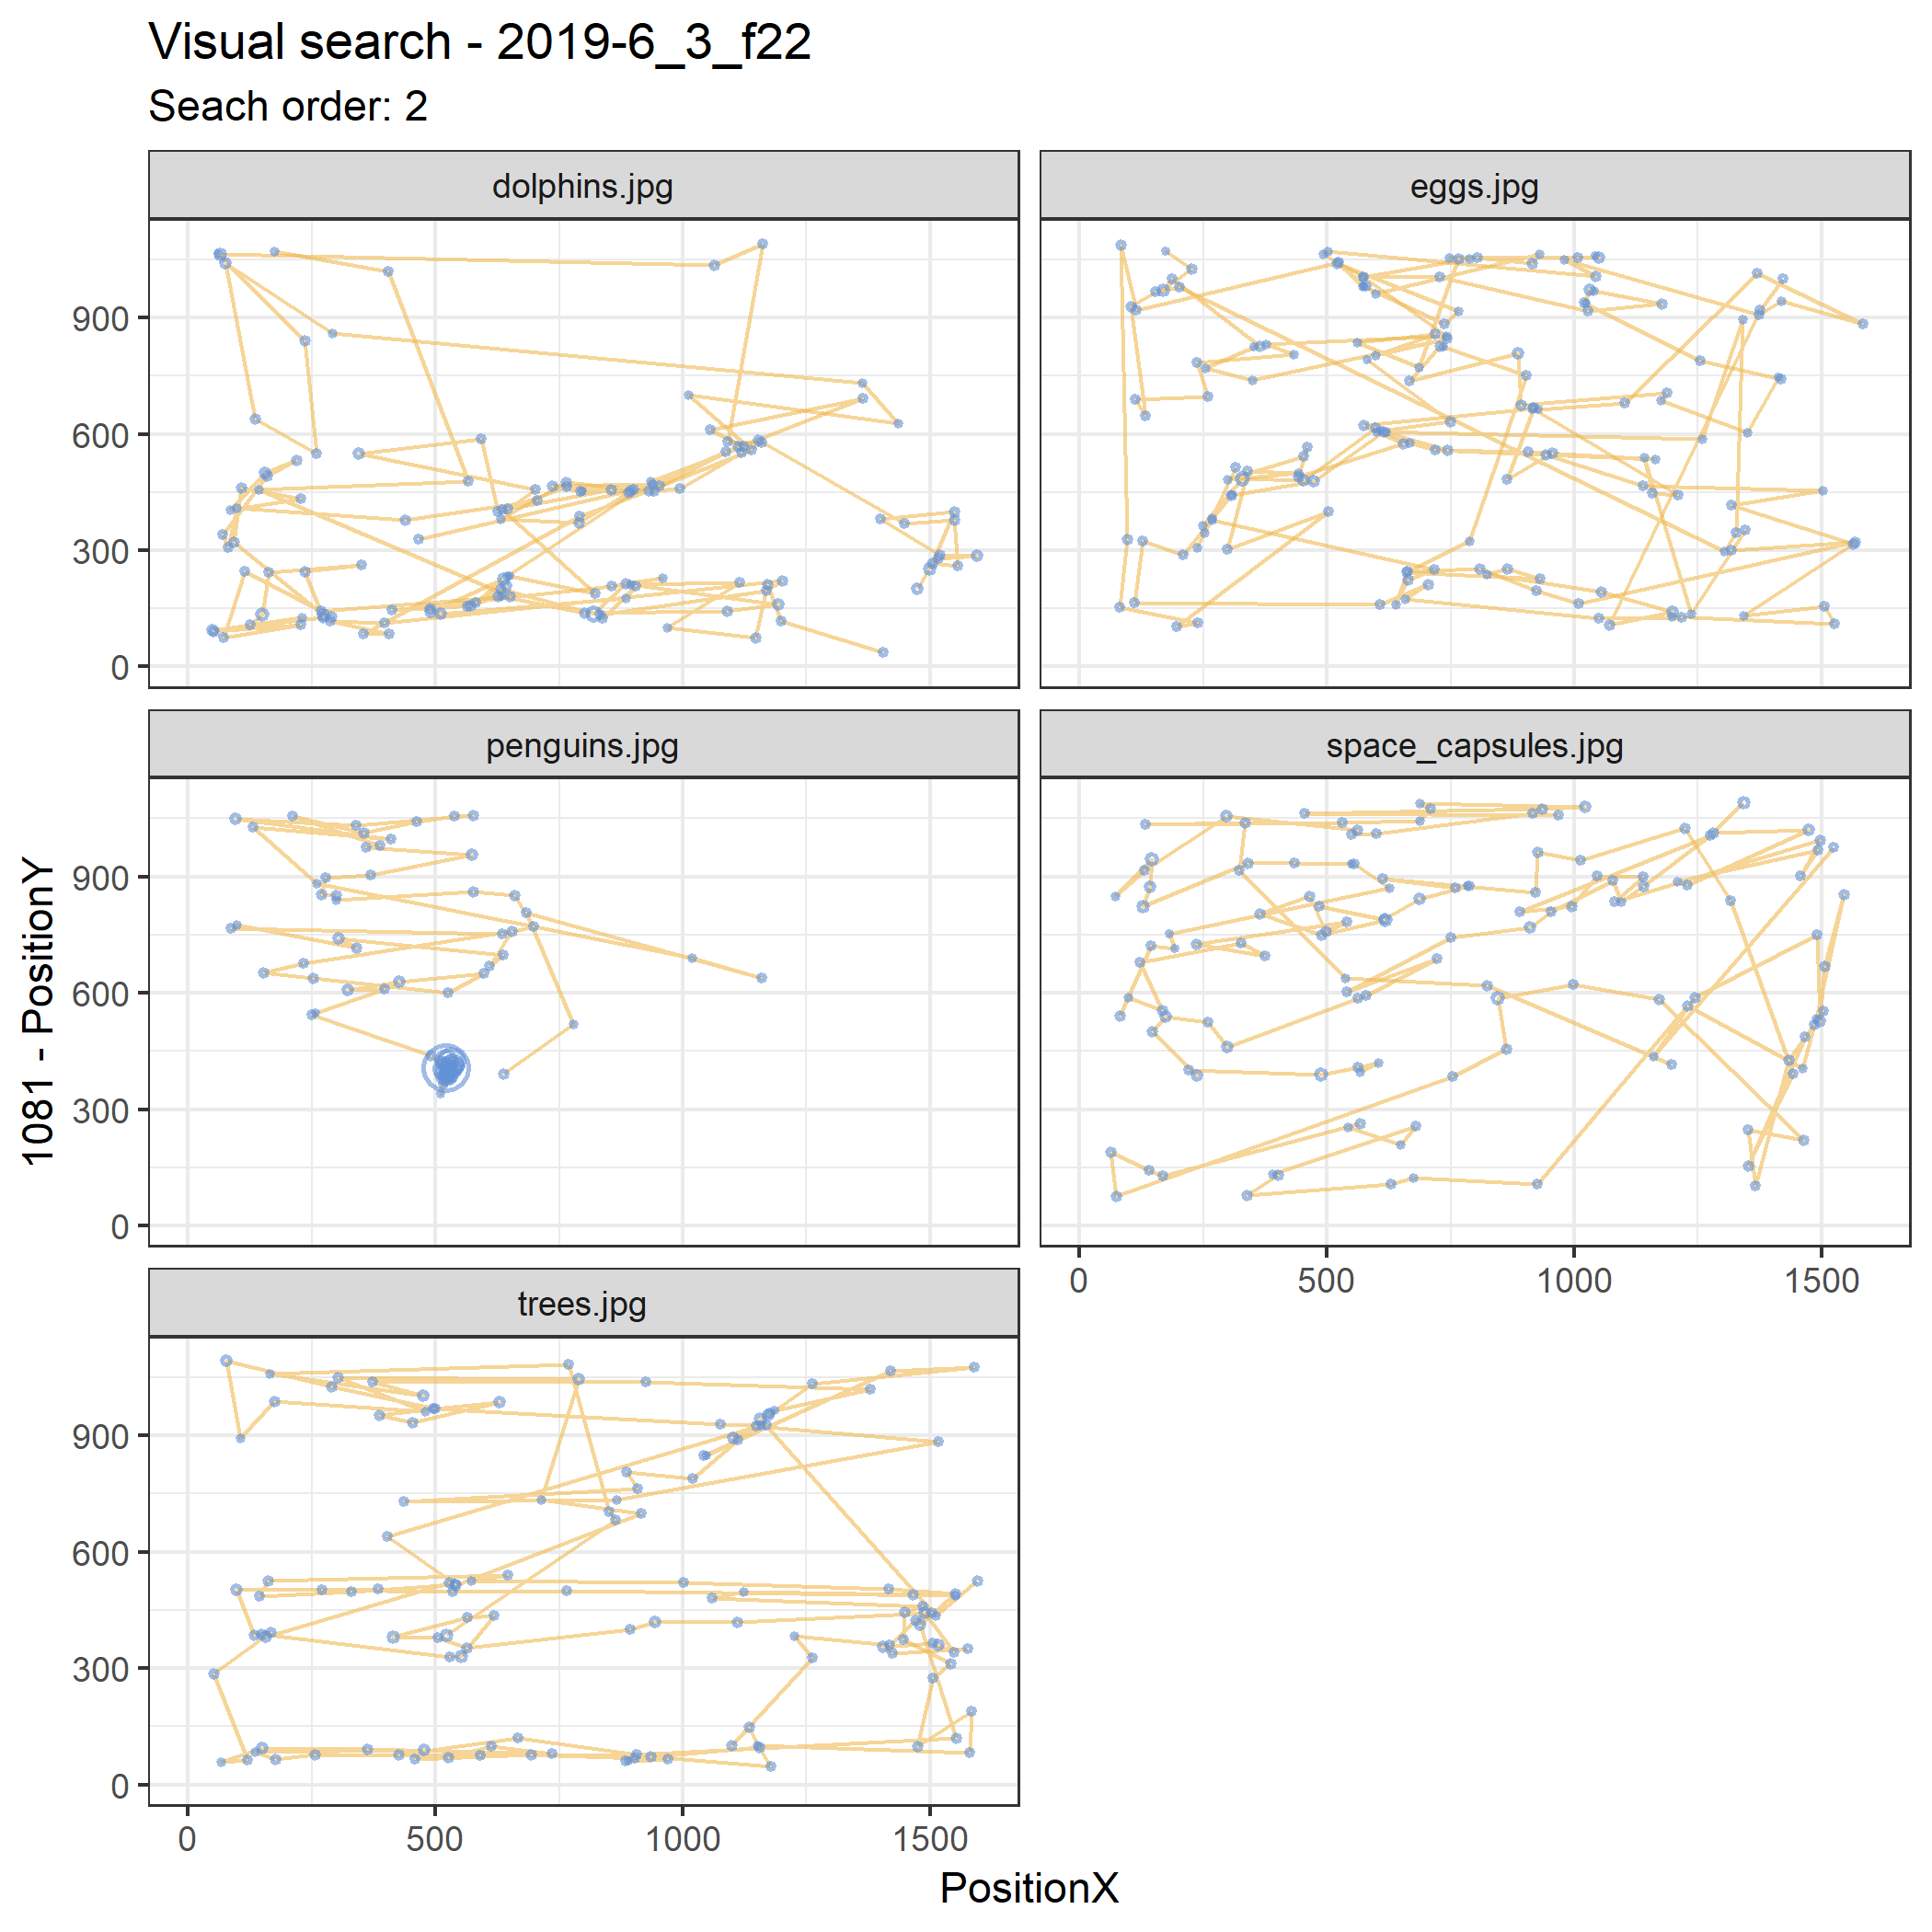 Visual search - 2019-6_3_f22
Seach order: 2
dolphins.jpg
eggs.jpg
900
600
300
0
penguins.jpg
space_capsules.jpg
900
600
300
0
0 500 1000 1500
trees.jpg
900
600
300
0
0 500 1000 1500
PositionX
1081 - PositionY